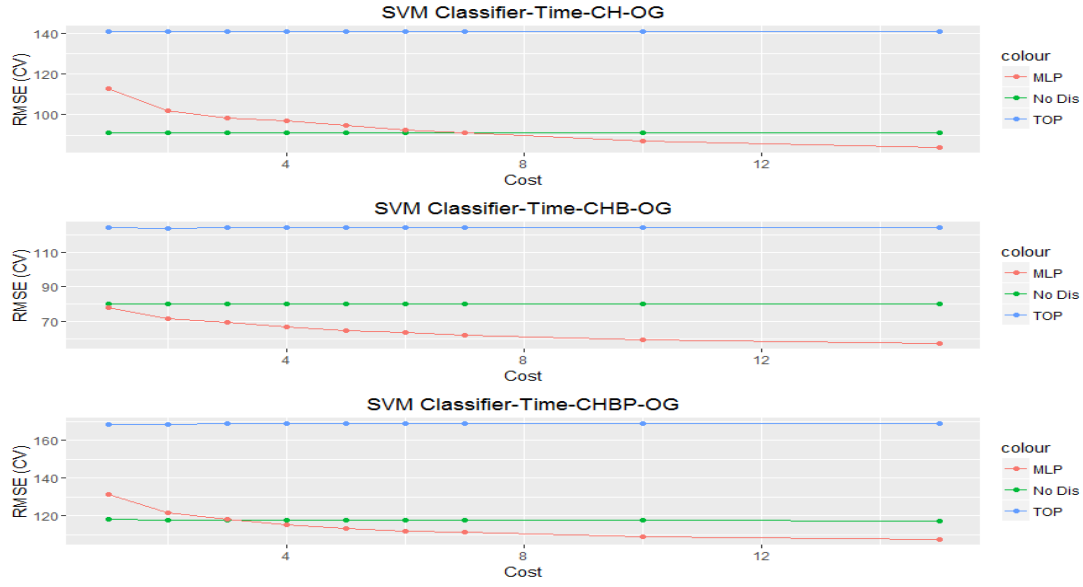 SVM Classifier-Time-CH-OG
RMSE (CV)
140
120
100
4
8
12
Cost
colour
MLP
No Dis
TOP
SVM Classifier-Time-CHB-OG
RMSE (CV)
110
90
70
4
8
12
Cost
colour
MLP
No Dis
TOP
SVM Classifier-Time-CHBP-OG
RMSE (CV)
160
140
120
4
8
12
Cost
colour
MLP
No Dis
TOP